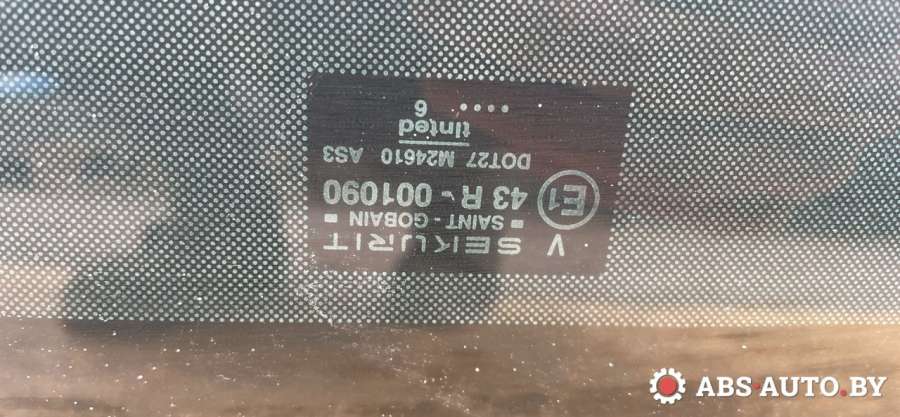 V SEKURIT
▪ SAINT - GOBAIN ▪
E1 43 R - 001090
DOT27 M24610 AS3
tinted
6 ••••
ABS-AUTO.BY